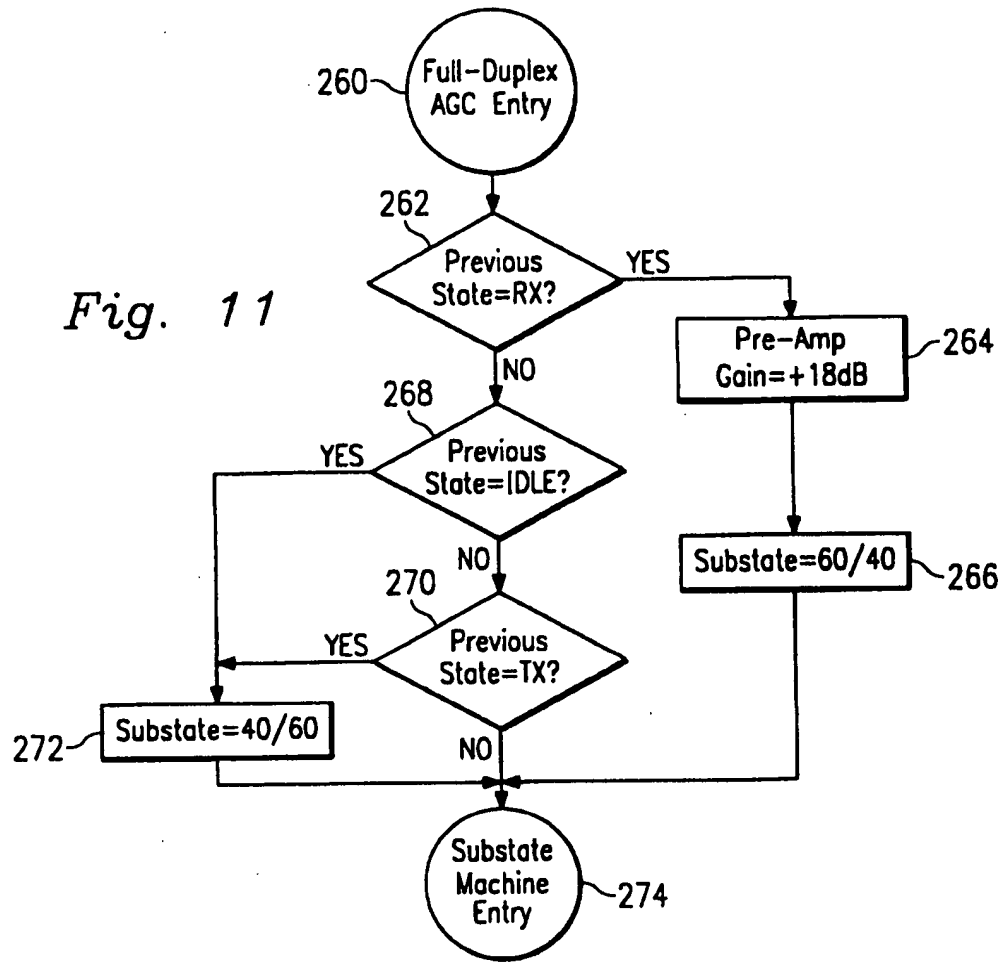 260
Full-Duplex
AGC Entry
262
Previous
State=RX?
YES
NO
Fig. 11
Pre-Amp
Gain=+18dB
264
268
YES
Previous
State=IDLE?
NO
Substate=60/40
266
270
YES
Previous
State=TX?
NO
272
Substate=40/60
Substate
Machine
Entry
274